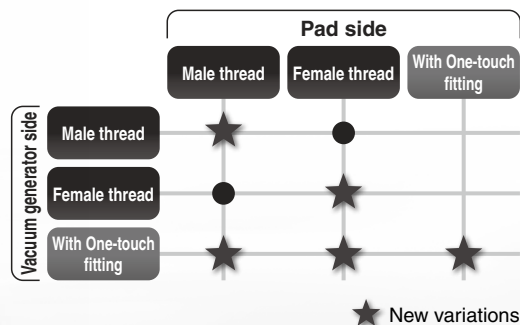 Pad side
Male thread
Female thread
With One-touch
fitting
Vacuum generator side
Male thread
Female thread
With One-touch
fitting
New variations